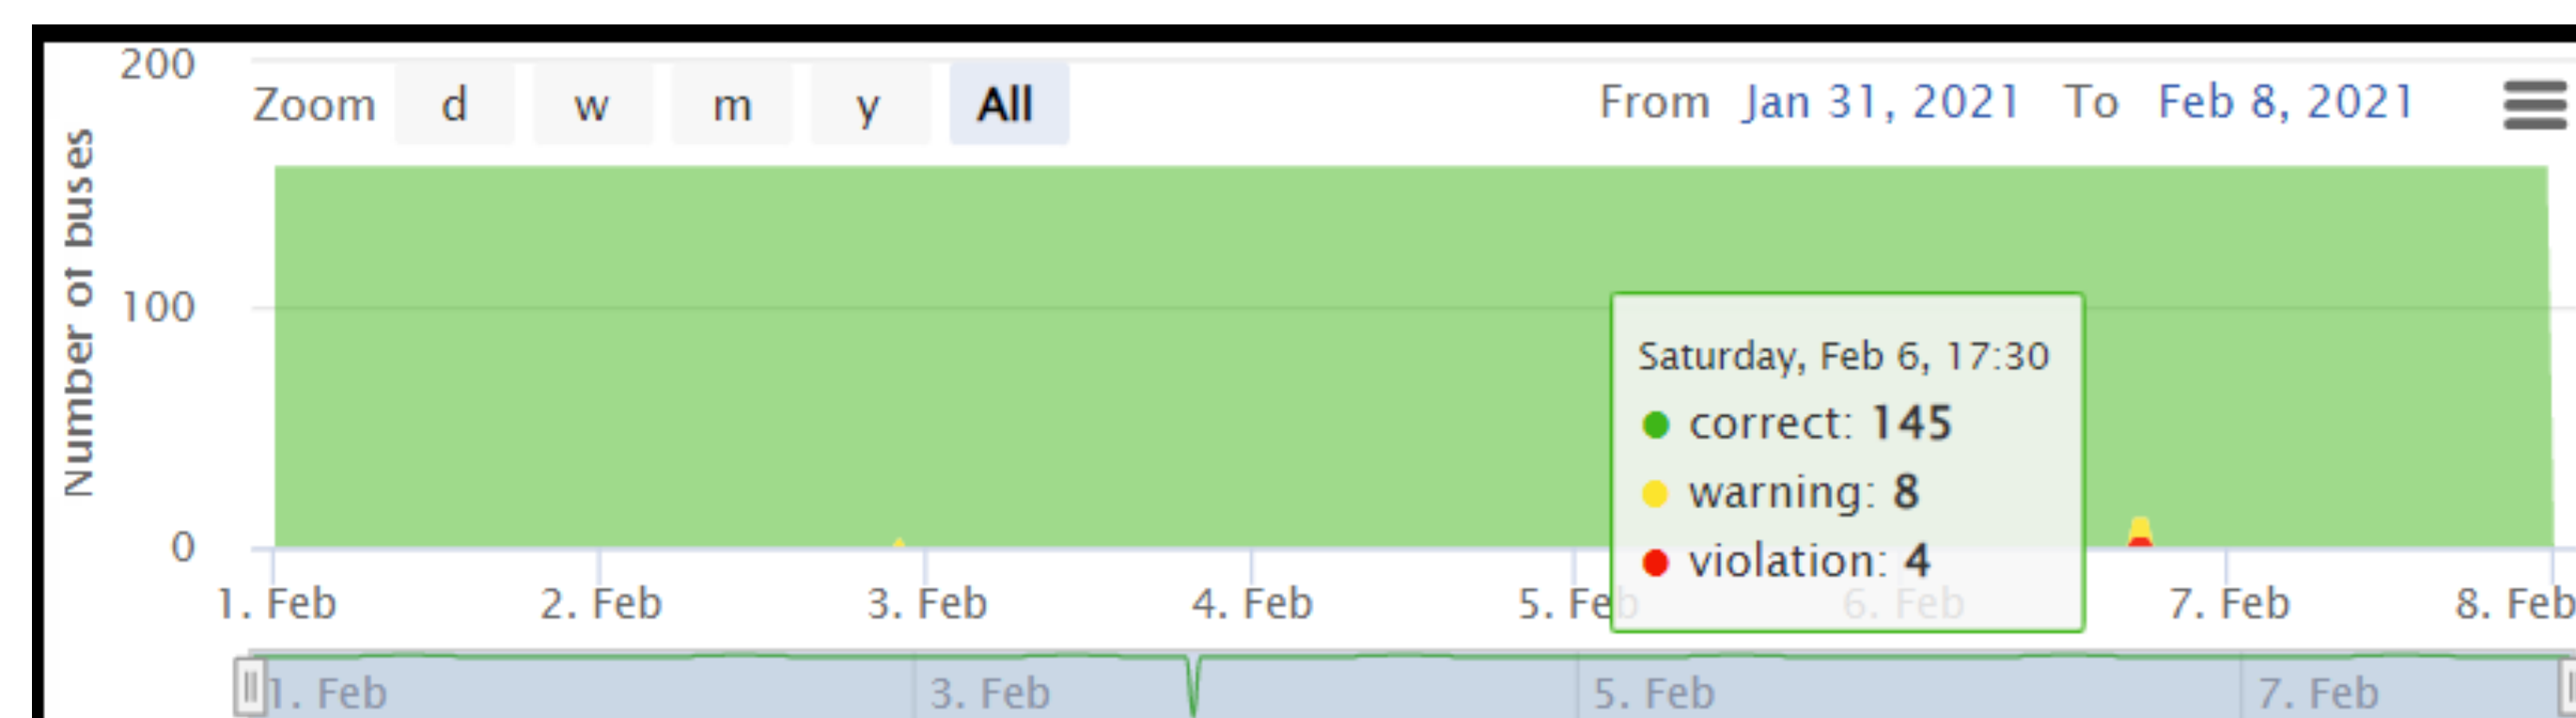 200
Zoom d w m y All From Jan 31, 2021 To Feb 8, 2021
Number of buses
100
Saturday, Feb 6, 17:30
correct: 145
warning: 8
violation: 4
0
1. Feb 2. Feb 3. Feb 4. Feb 5. Feb 6. Feb 7. Feb 8. Feb
1. Feb 3. Feb 5. Feb 7. Feb